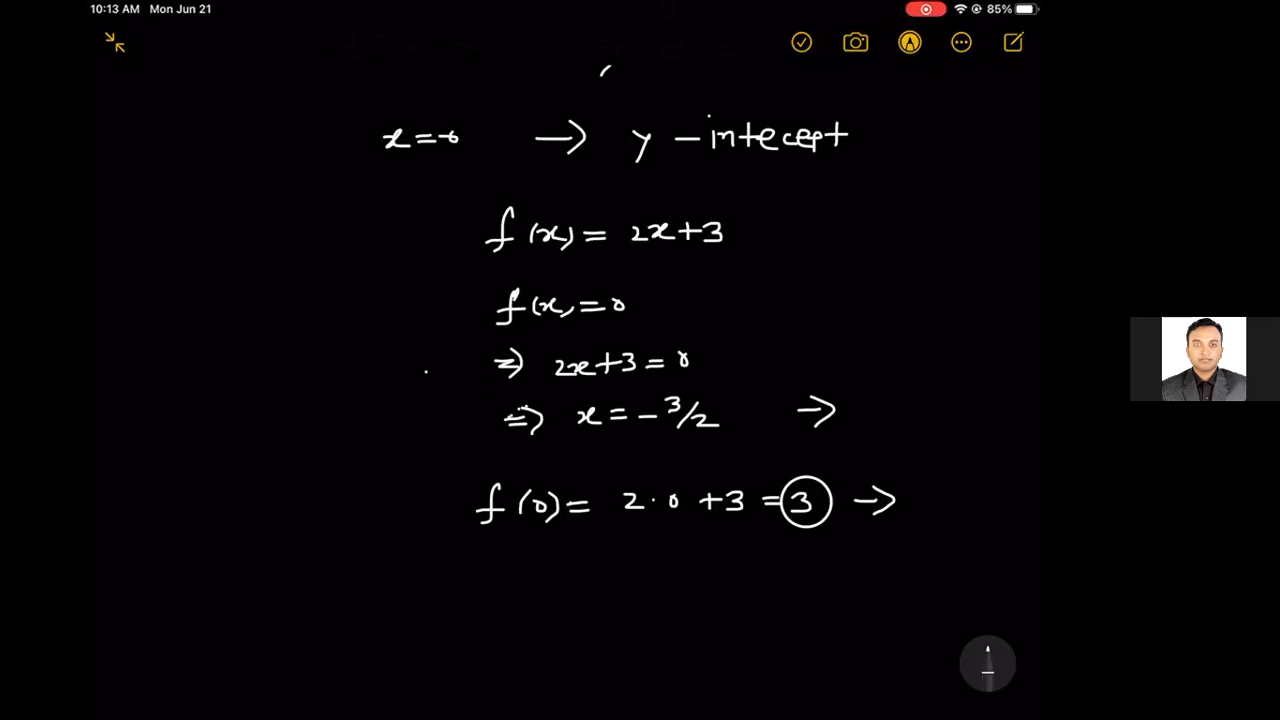 10:13 AM Mon Jun 21 85%
x=0 → y-intecept
f(x) = 2x+3
f(x) = 0
⇒ 2x+3 = 0
⇒ x = -3/2 →
f(0) = 2·0 +3 = 3 →